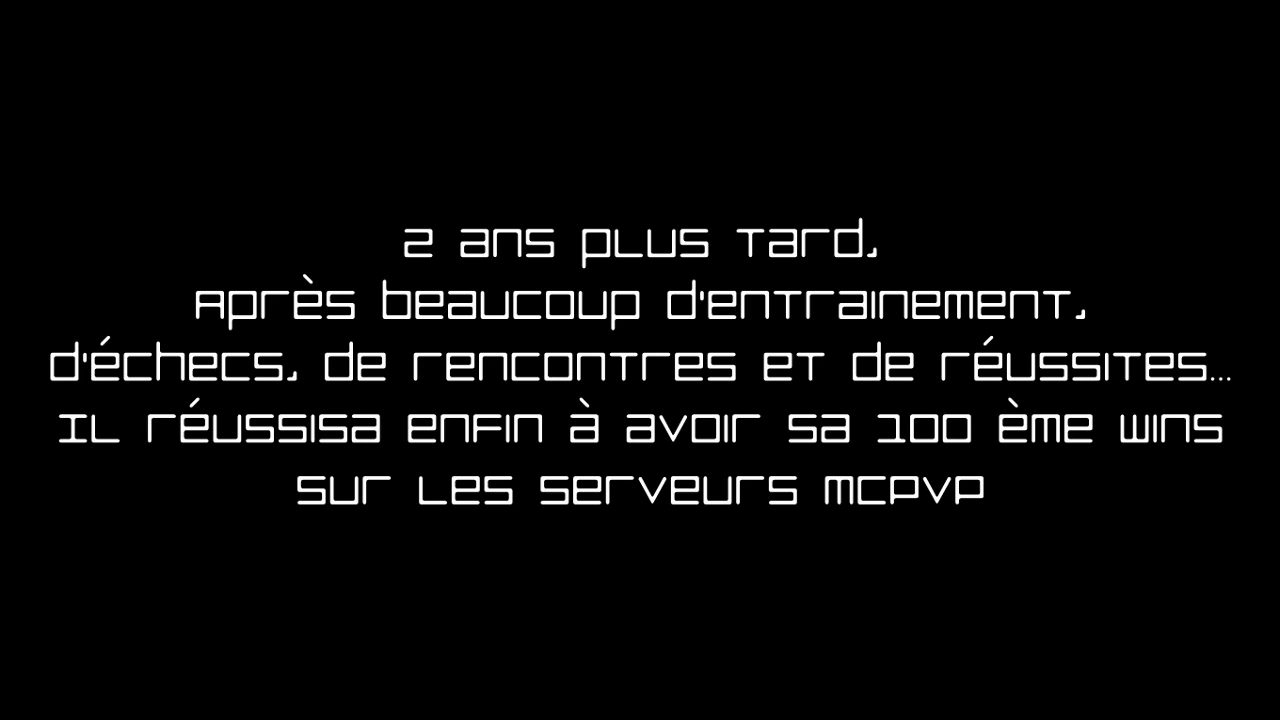 2 ans plus tard,
Après beaucoup d'entrainement,
d'échecs, de rencontres et de réussites...
Il réussisa enfin à avoir sa 100 ème wins
sur les serveurs MCPVP